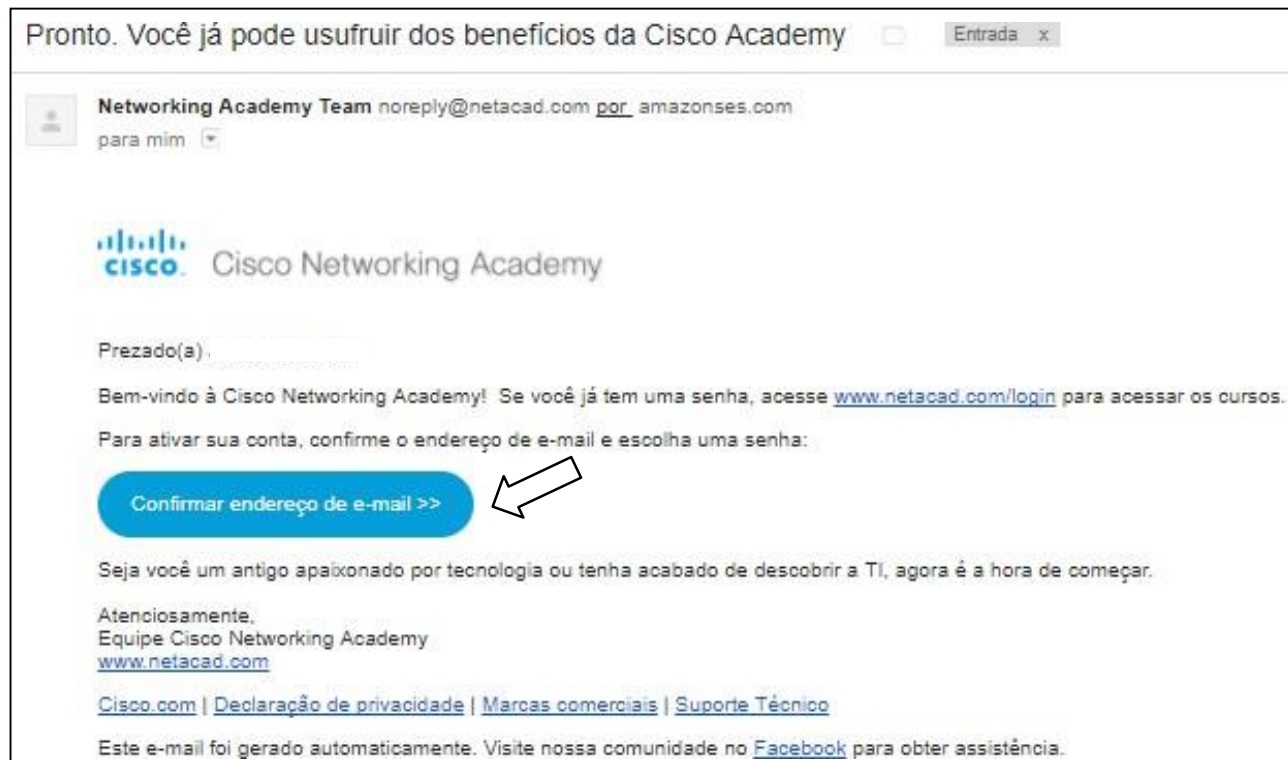 Pronto. Você já pode usufruir dos benefícios da Cisco Academy Entrada x
Networking Academy Team noreply@netacad.com por amazonses.com
para mim
CISCO. Cisco Networking Academy
Prezado(a)
Bem-vindo à Cisco Networking Academy! Se você já tem uma senha, acesse www.netacad.com/login para acessar os cursos.
Para ativar sua conta, confirme o endereço de e-mail e escolha uma senha:
Confirmar endereço de e-mail >>
Seja você um antigo apaixonado por tecnologia ou tenha acabado de descobrir a TI, agora é a hora de começar.
Atenciosamente,
Equipe Cisco Networking Academy
www.netacad.com
Cisco.com | Declaração de privacidade | Marcas comerciais | Suporte Técnico
Este e-mail foi gerado automaticamente. Visite nossa comunidade no Facebook para obter assistência.